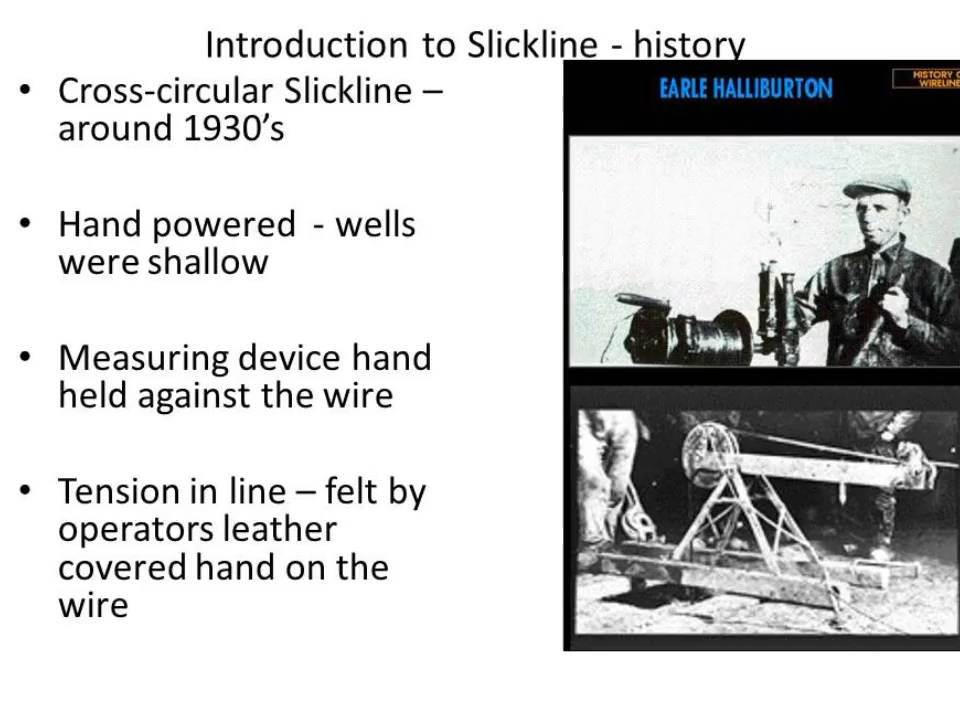 Introduction to Slickline - history
• Cross-circular Slickline –
around 1930’s
• Hand powered - wells
were shallow
• Measuring device hand
held against the wire
• Tension in line – felt by
operators leather
covered hand on the
wire
EARLE HALLIBURTON
HISTORY O
WIRELINE